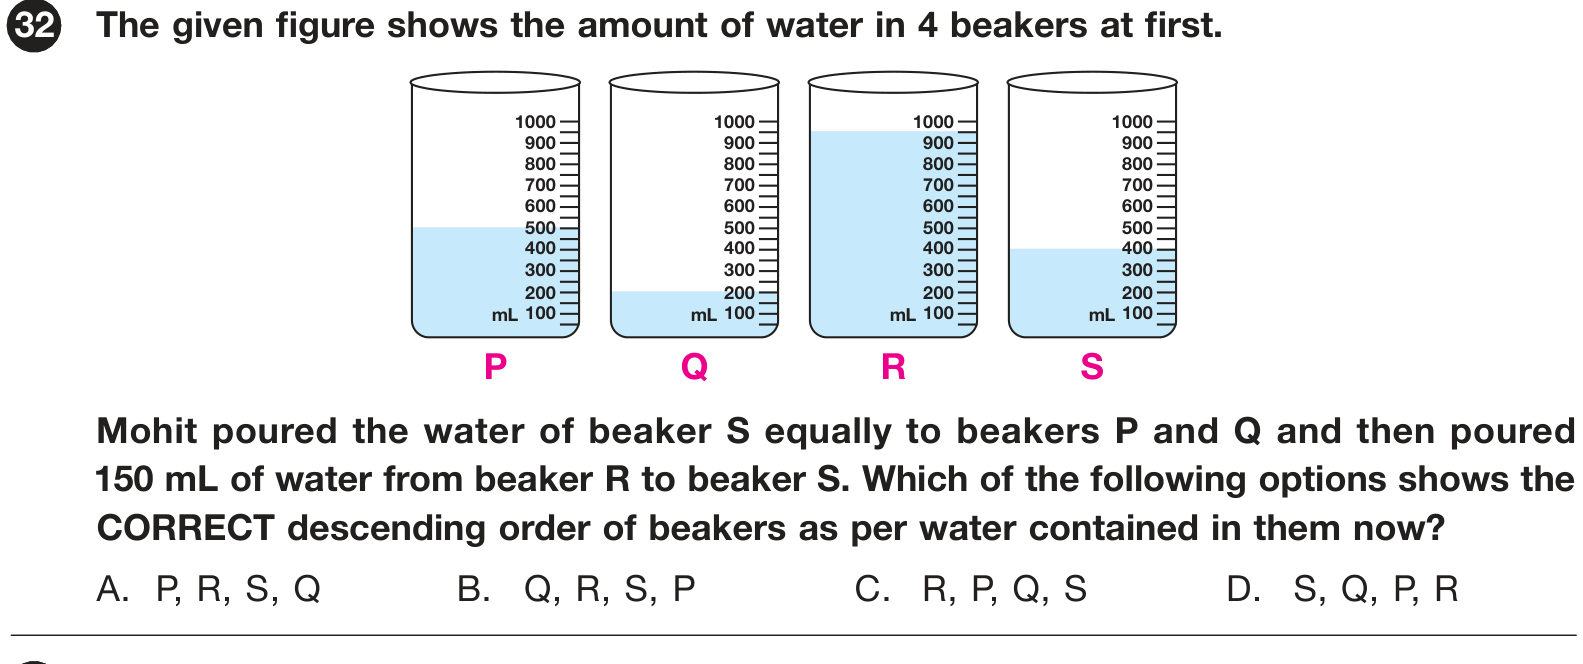 32 The given figure shows the amount of water in 4 beakers at first.
1000 1000 1000 1000
900 900 900 900
800 800 800 800
700 700 700 700
600 600 600 600
500 500 500 500
400 400 400 400
300 300 300 300
200 200 200 200
mL 100 mL 100 mL 100 mL 100
P Q R S
Mohit poured the water of beaker S equally to beakers P and Q and then poured
150 mL of water from beaker R to beaker S. Which of the following options shows the
CORRECT descending order of beakers as per water contained in them now?
A. P, R, S, Q B. Q, R, S, P C. R, P, Q, S D. S, Q, P, R